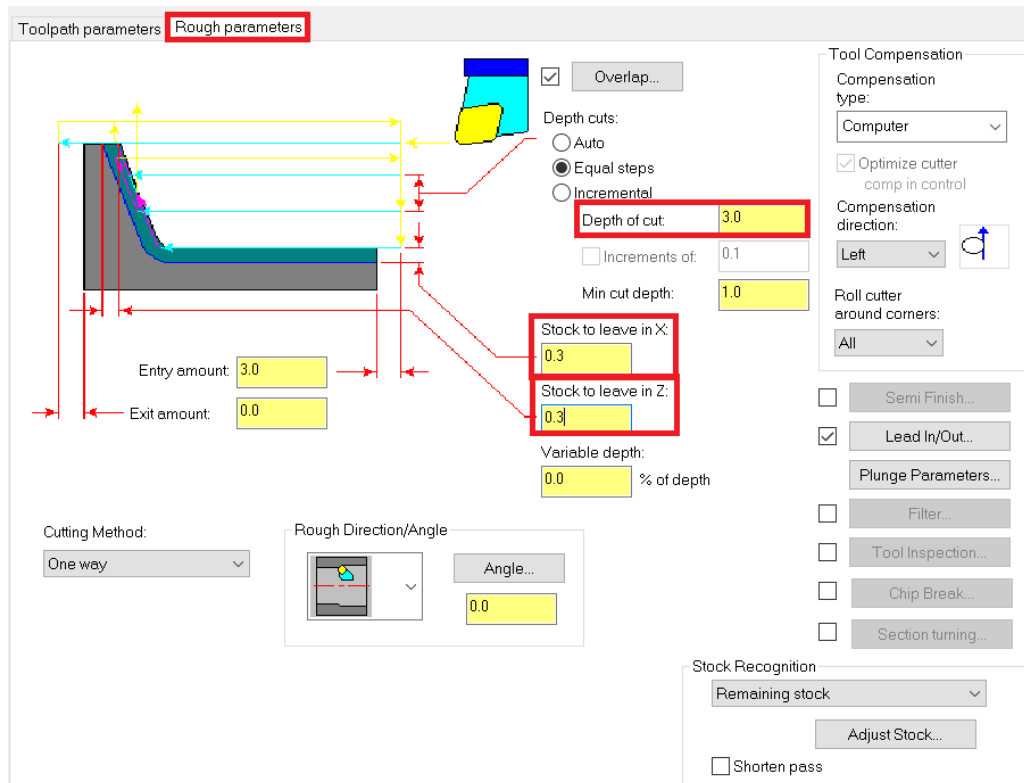 Toolpath parameters Rough parameters
Tool Compensation
Overlap...
Compensation
type:
Computer
Depth cuts:
Auto
Equal steps
Incremental
Optimize cutter
comp in control
Depth of cut: 3.0
Compensation
direction:
Left
Increments of: 0.1
Min cut depth: 1.0
Roll cutter
around corners:
All
Stock to leave in X:
0.3
Entry amount: 3.0
Stock to leave in Z:
0.3
Exit amount: 0.0
Semi Finish...
Lead In/Out...
Variable depth:
0.0 % of depth
Plunge Parameters...
Filter...
Cutting Method:
One way
Rough Direction/Angle
Angle...
0.0
Tool Inspection...
Chip Break...
Section turning...
Stock Recognition
Remaining stock
Adjust Stock...
Shorten pass